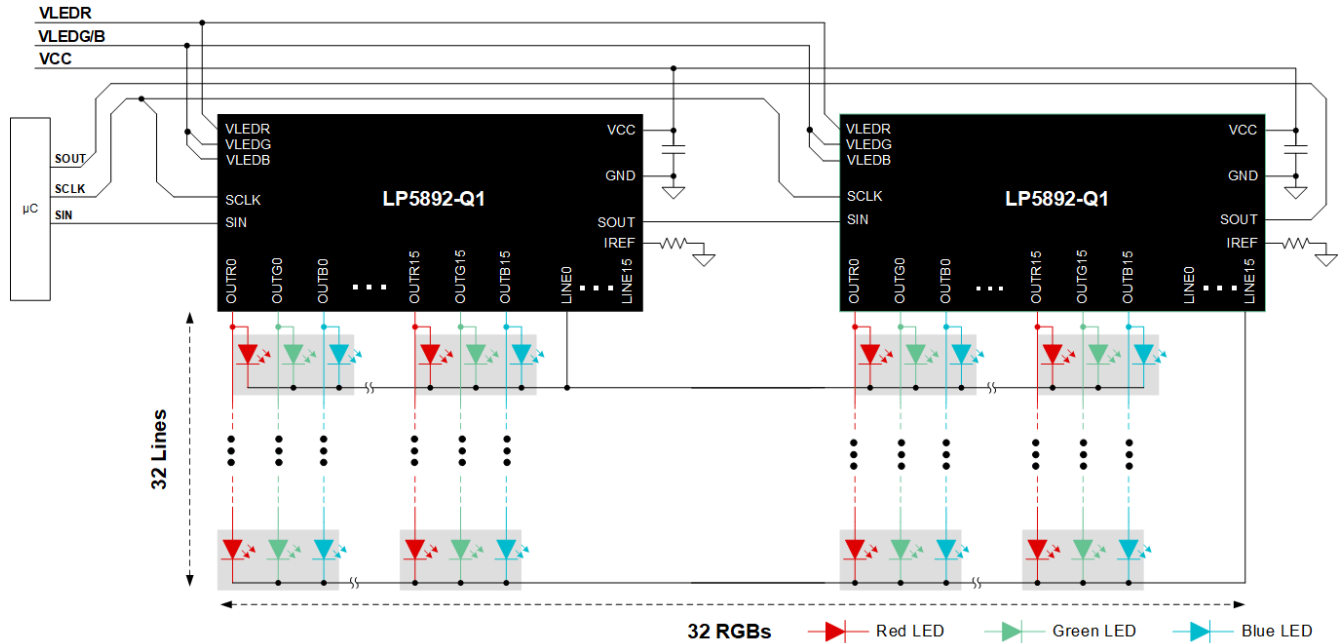 VLEDR
VLEDG/B
VCC
µC
SOUT
SCLK
SIN
VLEDR
VLEDG
VLEDB
SCLK
SIN
LP5892-Q1
VCC
GND
SOUT
IREF
OUTR0
OUTG0
OUTB0
OUTR15
OUTG15
OUTB15
LINE0
LINE15
VLEDR
VLEDG
VLEDB
SCLK
SIN
LP5892-Q1
VCC
GND
SOUT
IREF
OUTR0
OUTG0
OUTB0
OUTR15
OUTG15
OUTB15
LINE0
LINE15
32 Lines
32 RGBs
Red LED
Green LED
Blue LED